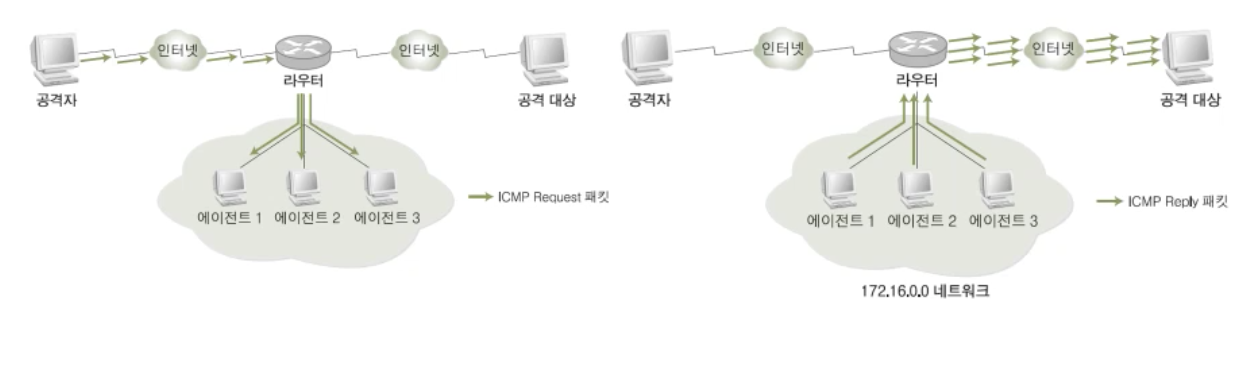 인터넷
인터넷
라우터
공격자
공격 대상
에이전트 1
에이전트 2
에이전트 3
ICMP Request 패킷
인터넷
인터넷
라우터
공격자
공격 대상
에이전트 1
에이전트 2
에이전트 3
ICMP Reply 패킷
172.16.0.0 네트워크